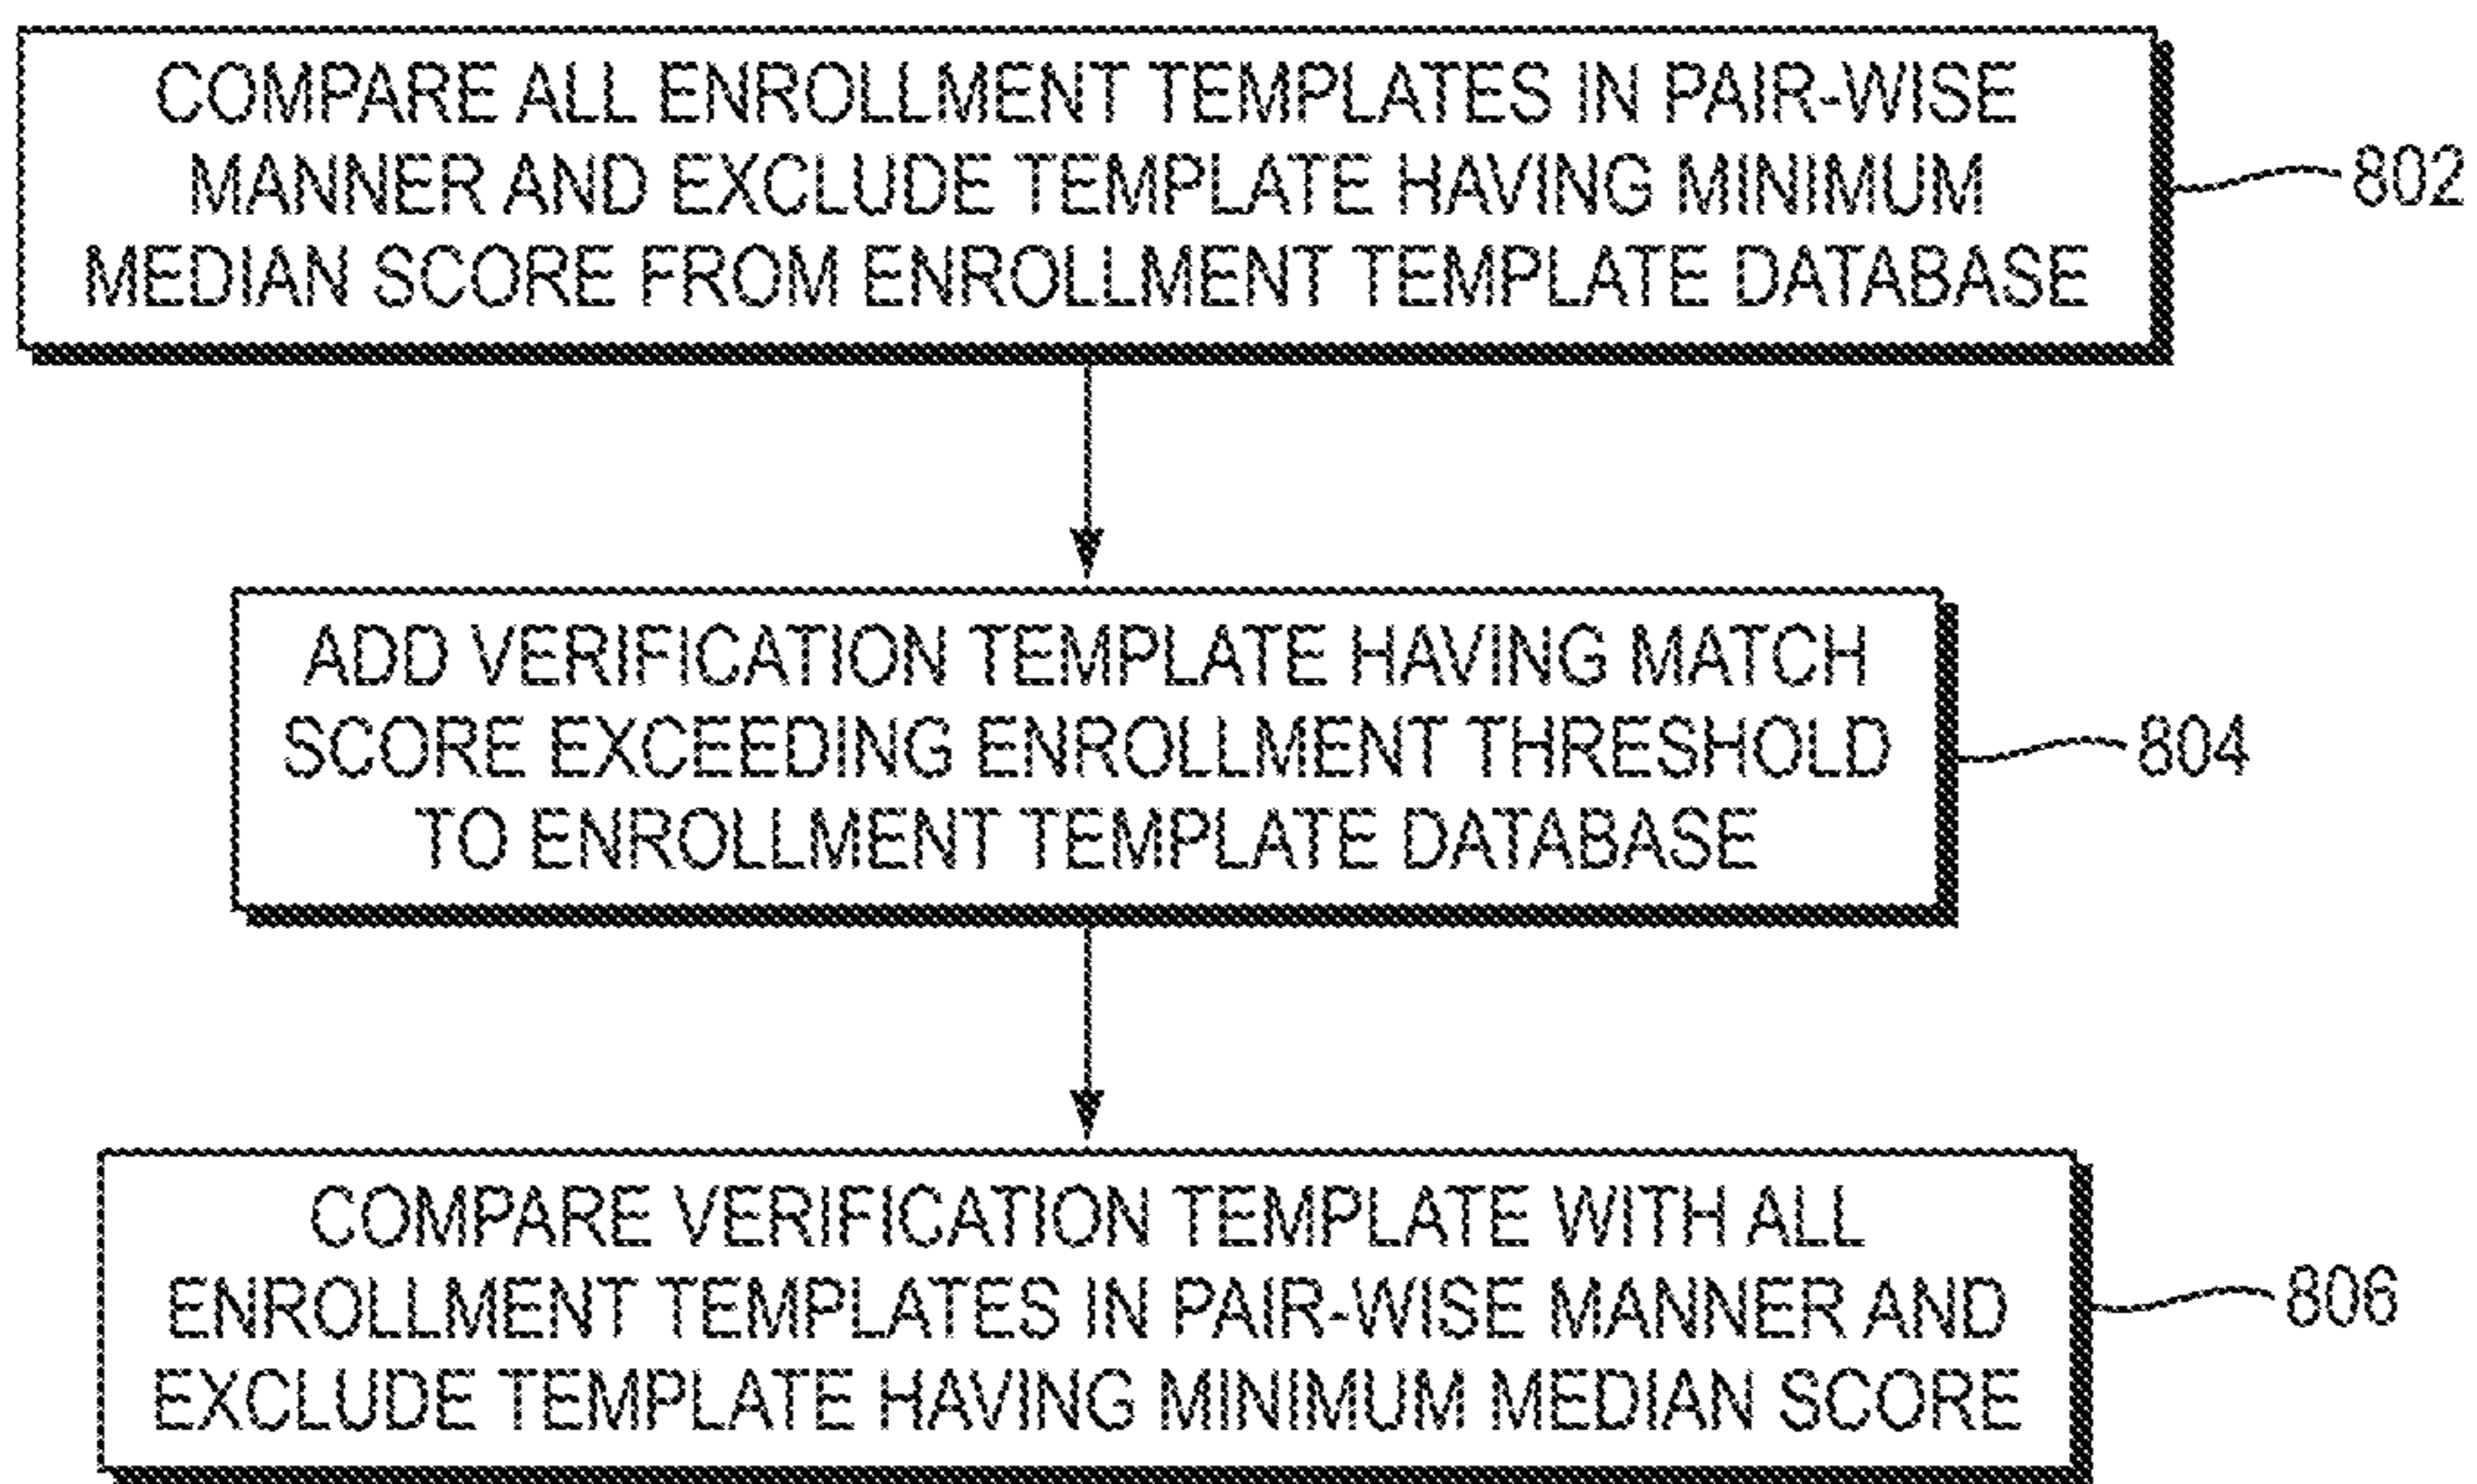 COMPARE ALL ENROLLMENT TEMPLATES IN PAIR-WISE
MANNER AND EXCLUDE TEMPLATE HAVING MINIMUM
MEDIAN SCORE FROM ENROLLMENT TEMPLATE DATABASE
802
ADD VERIFICATION TEMPLATE HAVING MATCH
SCORE EXCEEDING ENROLLMENT THRESHOLD
TO ENROLLMENT TEMPLATE DATABASE
804
COMPARE VERIFICATION TEMPLATE WITH ALL
ENROLLMENT TEMPLATES IN PAIR-WISE MANNER AND
EXCLUDE TEMPLATE HAVING MINIMUM MEDIAN SCORE
806